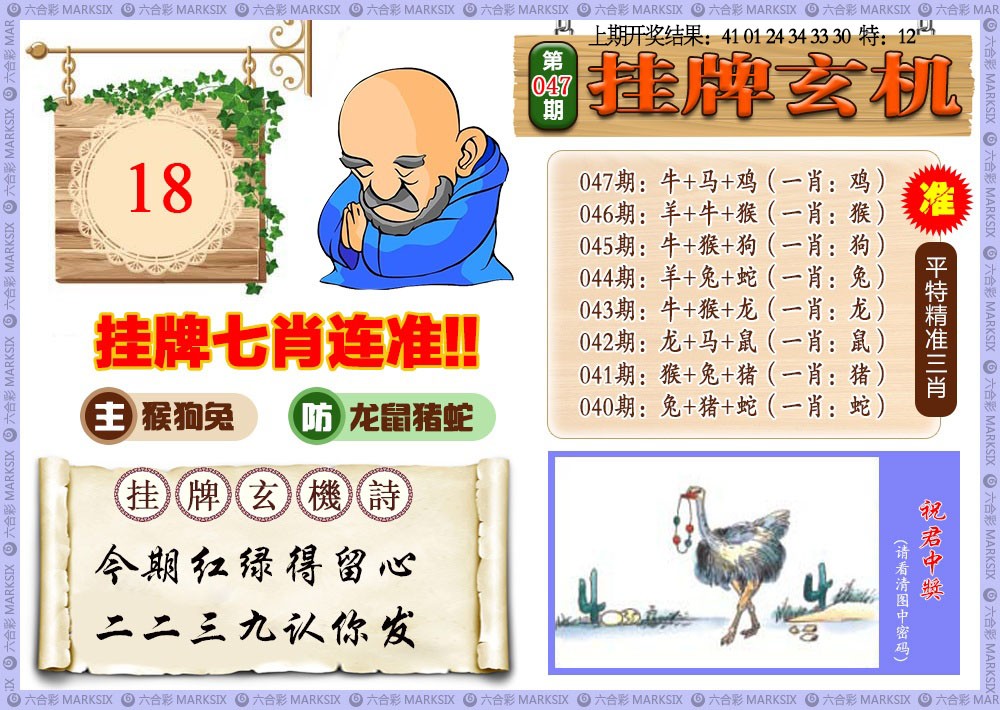 六合彩 MARKSIX
上期开奖结果：41 01 24 34 33 30 特：12
第
047
期
挂牌玄机
18
挂牌七肖连准!!
主 猴狗兔
防 龙鼠猪蛇
挂牌玄機詩
今期红绿得留心
二二三九认你发
047期：牛+马+鸡（一肖：鸡）
046期：羊+牛+猴（一肖：猴）
045期：牛+猴+狗（一肖：狗）
044期：羊+兔+蛇（一肖：兔）
043期：牛+猴+龙（一肖：龙）
042期：龙+马+鼠（一肖：鼠）
041期：猴+兔+猪（一肖：猪）
040期：兔+猪+蛇（一肖：蛇）
准
平特精准三肖
祝君中獎
（请看清图中密码）